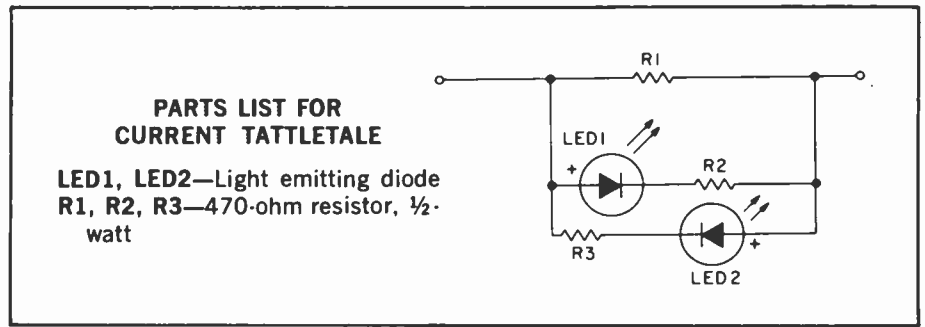 PARTS LIST FOR
CURRENT TATTLETALE
LED1, LED2—Light emitting diode
R1, R2, R3—470-ohm resistor, ½-
watt
R1
LED1
+
R2
R3
+
LED2